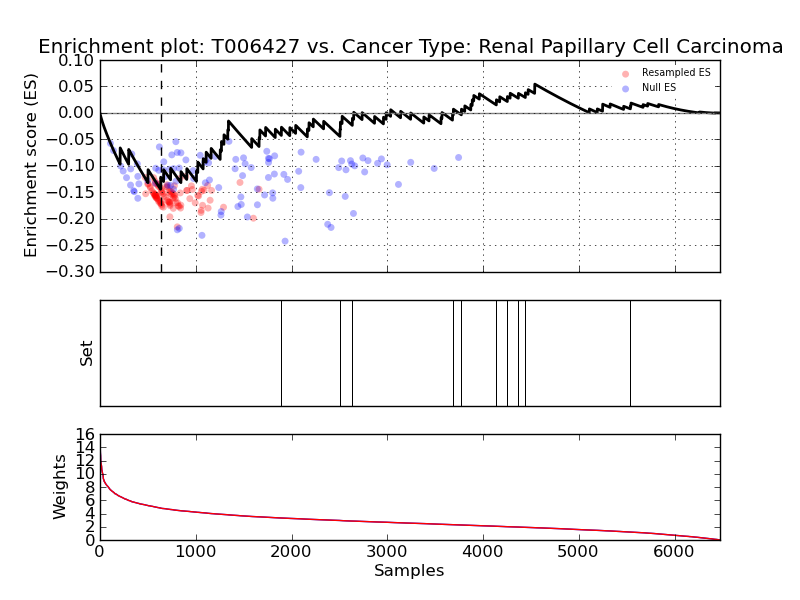 Enrichment plot: T006427 vs. Cancer Type: Renal Papillary Cell Carcinoma
Enrichment score (ES)
0.10
0.05
0.00
−0.05
−0.10
−0.15
−0.20
−0.25
−0.30
Resampled ES
Null ES
Set
Weights
16
14
12
10
8
6
4
2
0
0 1000 2000 3000 4000 5000 6000
Samples